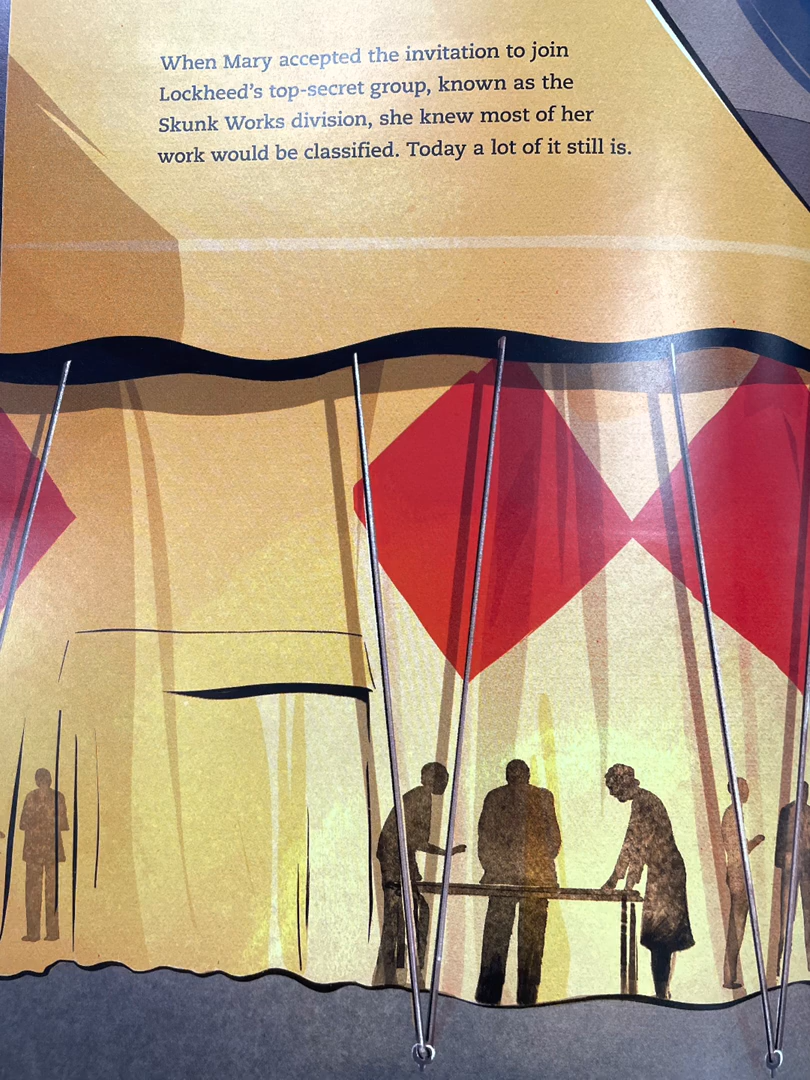 When Mary accepted the invitation to join
Lockheed's top-secret group, known as the
Skunk Works division, she knew most of her
work would be classified. Today a lot of it still is.